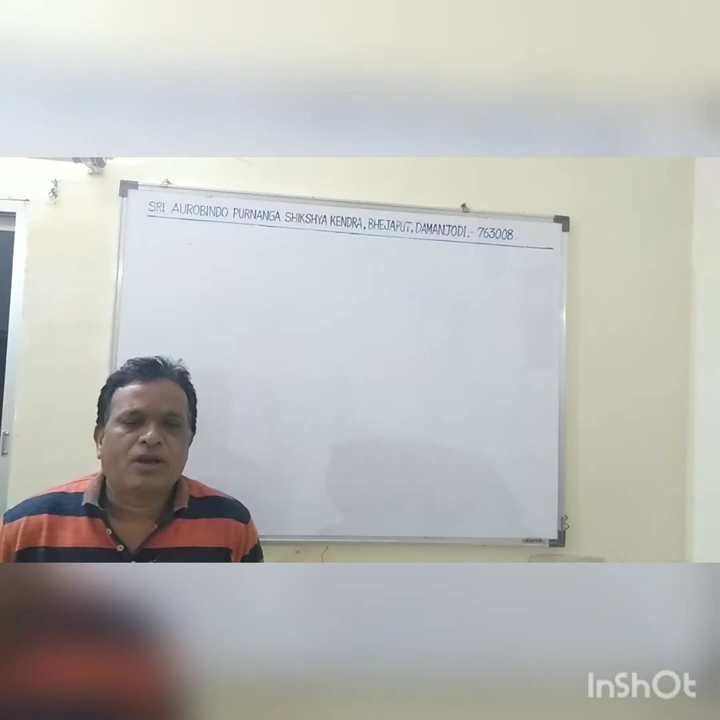 SRI AUROBINDO PURNANGA SHIKSHYA KENDRA, BHEJAPUT, DAMANJODI.- 763008
InShOt